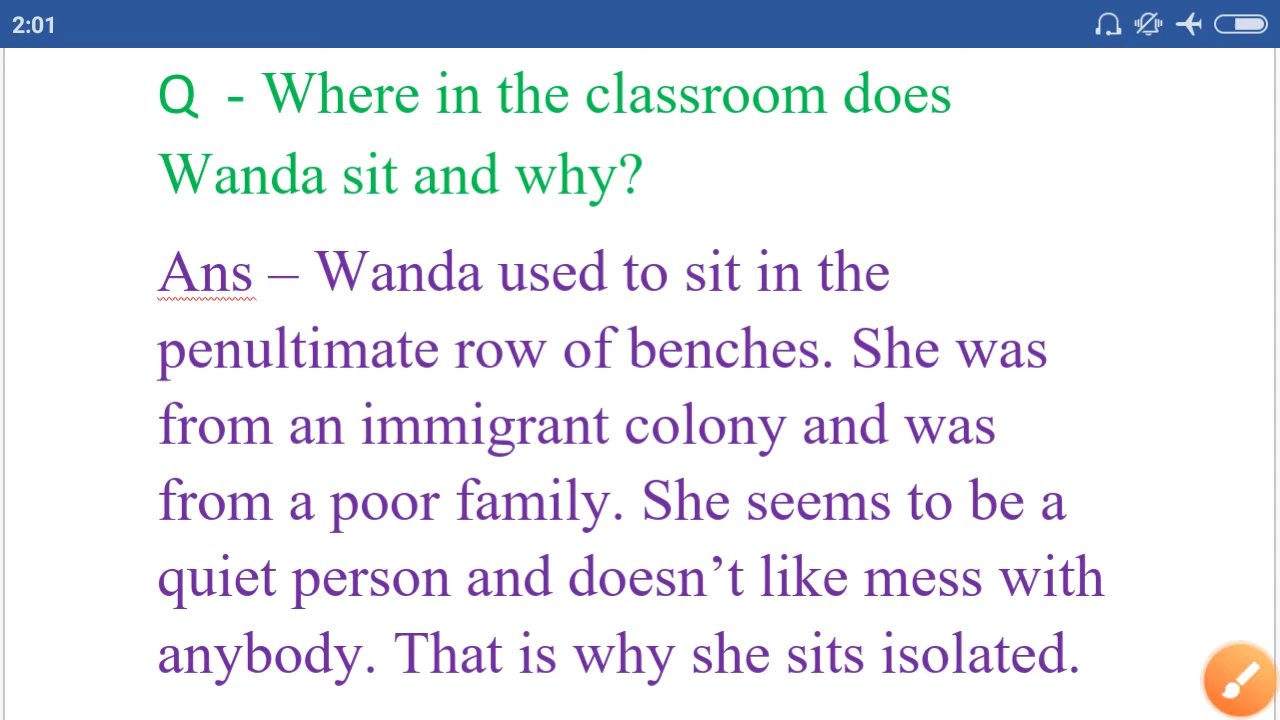 2:01
Q - Where in the classroom does
Wanda sit and why?
Ans – Wanda used to sit in the
penultimate row of benches. She was
from an immigrant colony and was
from a poor family. She seems to be a
quiet person and doesn’t like mess with
anybody. That is why she sits isolated.